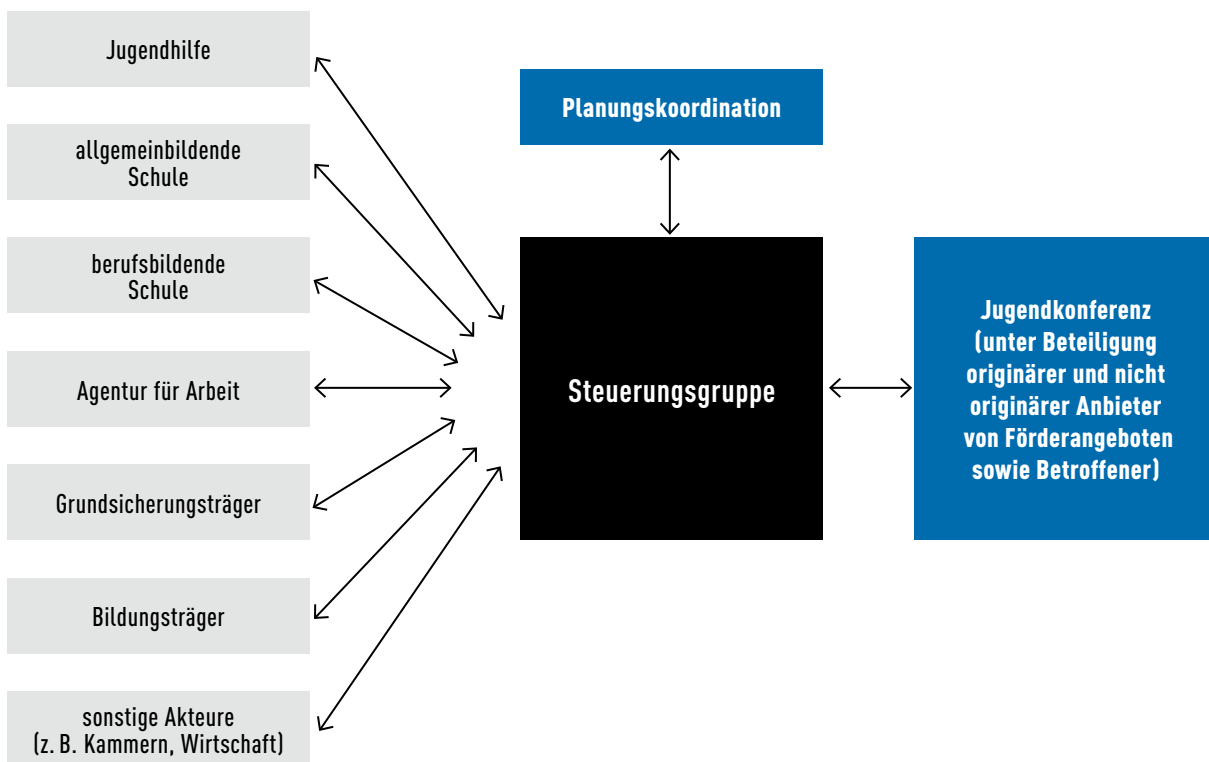 Jugendhilfe
allgemeinbildende
Schule
berufsbildende
Schule
Agentur für Arbeit
Grundsicherungsträger
Bildungsträger
sonstige Akteure
(z. B. Kammern, Wirtschaft)
Planungskoordination
Steuerungsgruppe
Jugendkonferenz
(unter Beteiligung
originärer und nicht
originärer Anbieter
von Förderangeboten
sowie Betroffener)